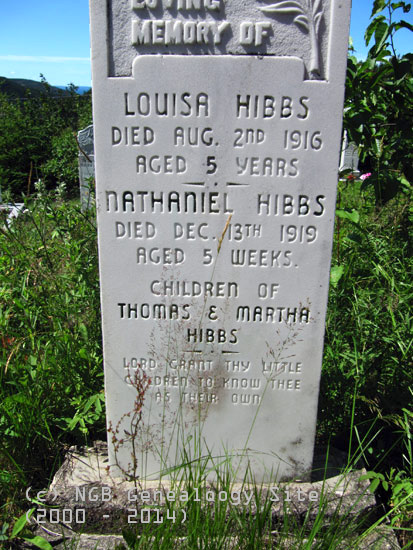 LOVING
MEMORY OF
LOUISA HIBBS
DIED AUG. 2ND 1916
AGED 5 YEARS
NATHANIEL HIBBS
DIED DEC. 13TH 1919
AGED 5 WEEKS.
CHILDREN OF
THOMAS & MARTHA
HIBBS
LORD GRANT THY LITTLE
TO KNOW THEE
AS THEIR OWN
(c) NGB Genealogy Site
(2000 - 2014)